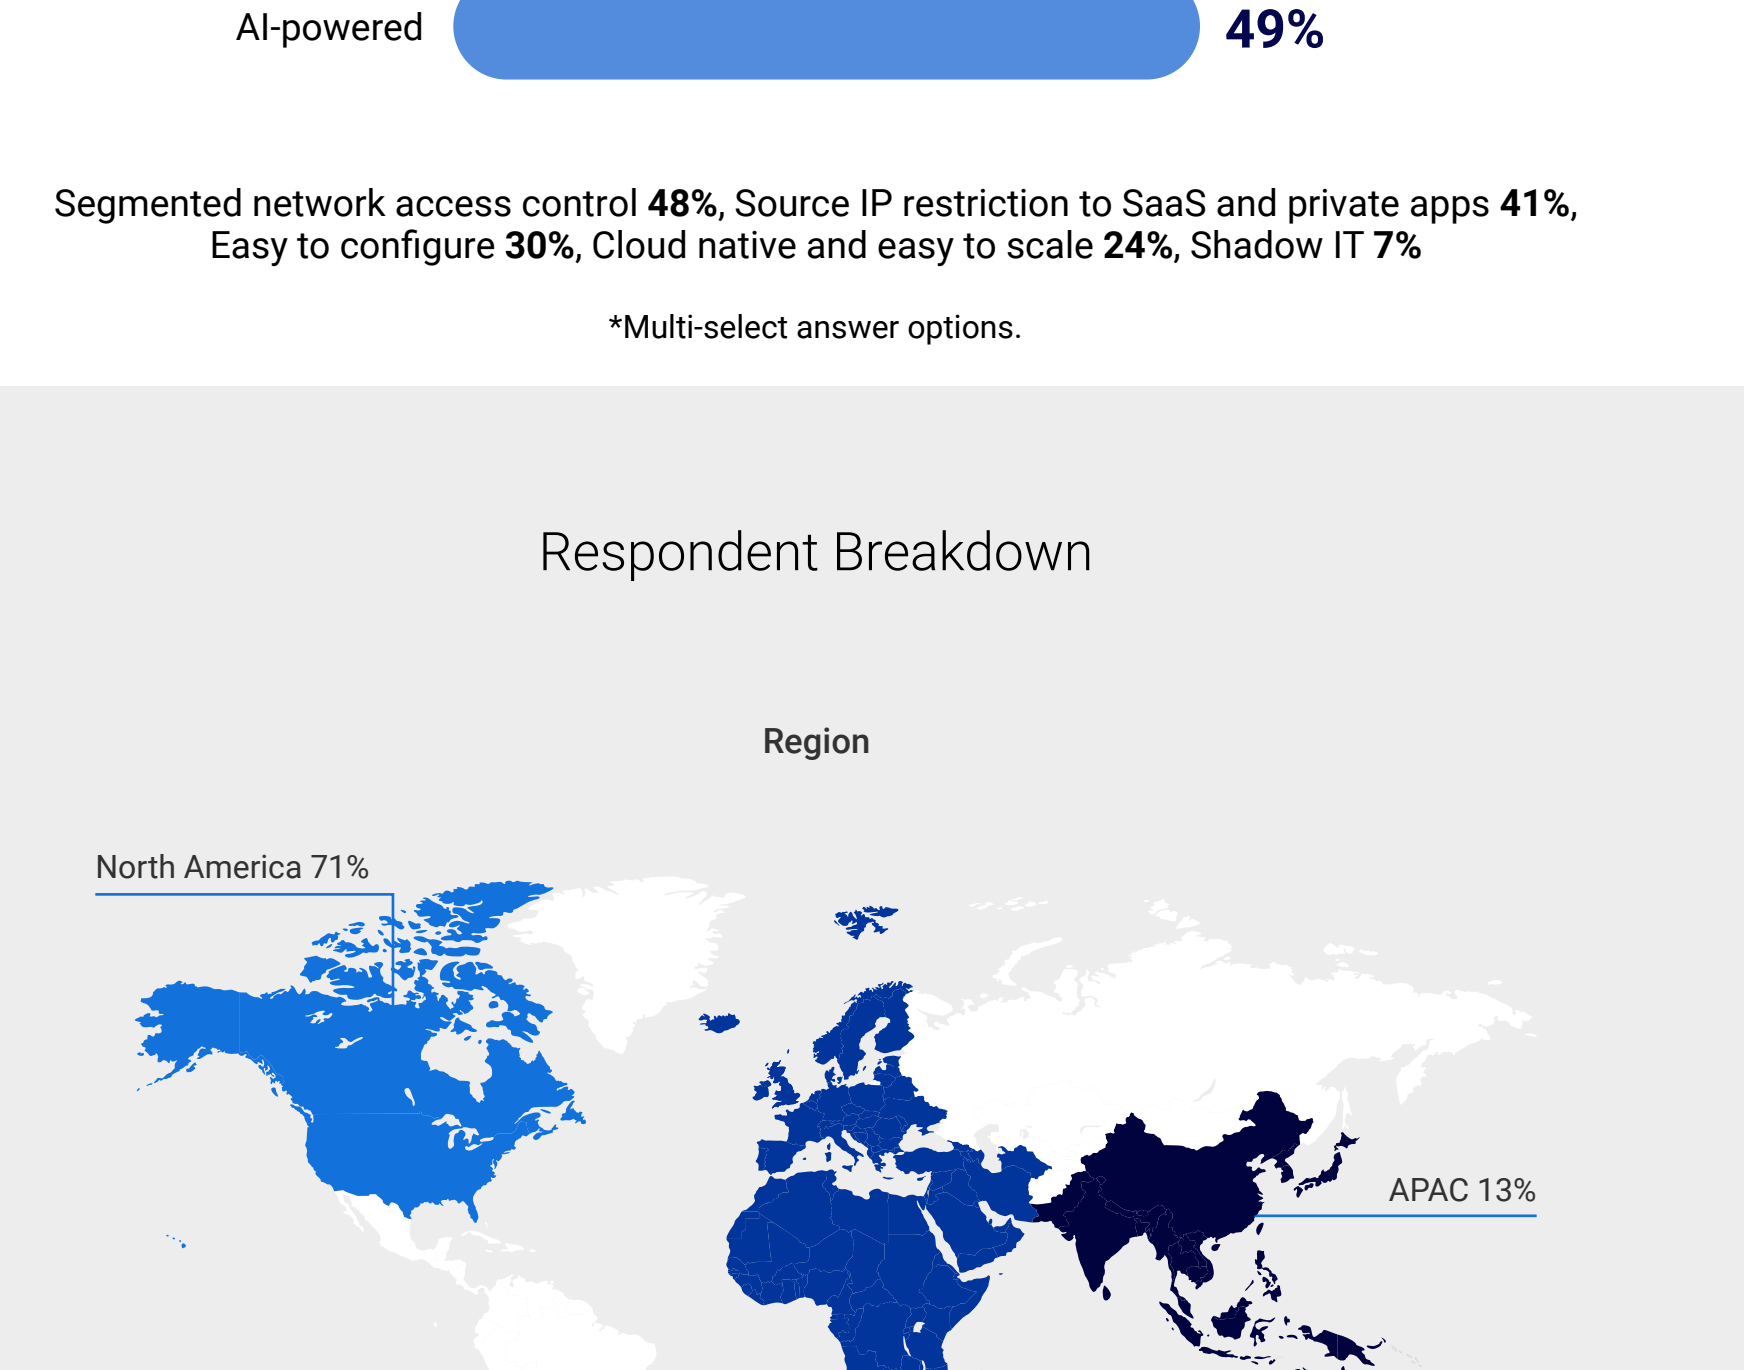 AI-powered 49%
Segmented network access control 48%, Source IP restriction to SaaS and private apps 41%,
Easy to configure 30%, Cloud native and easy to scale 24%, Shadow IT 7%
*Multi-select answer options.
Respondent Breakdown
Region
North America 71%
APAC 13%